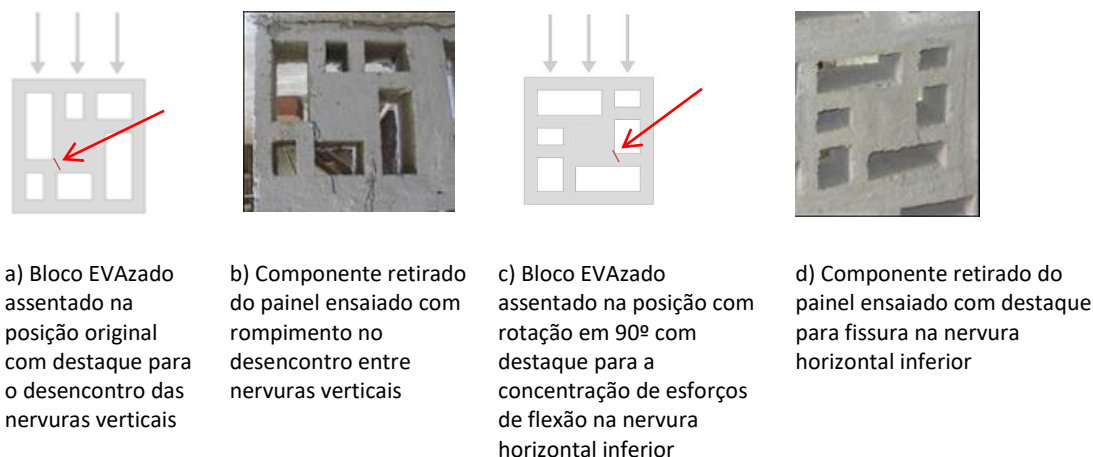 a) Bloco EVAzado
assentado na
posição original
com destaque para
o desencontro das
nervuras verticais
b) Componente retirado
do painel ensaiado com
rompimento no
desencontro entre
nervuras verticais
c) Bloco EVAzado
assentado na posição com
rotação em 90º com
destaque para a
concentração de esforços
de flexão na nervura
horizontal inferior
d) Componente retirado do
painel ensaiado com destaque
para fissura na nervura
horizontal inferior